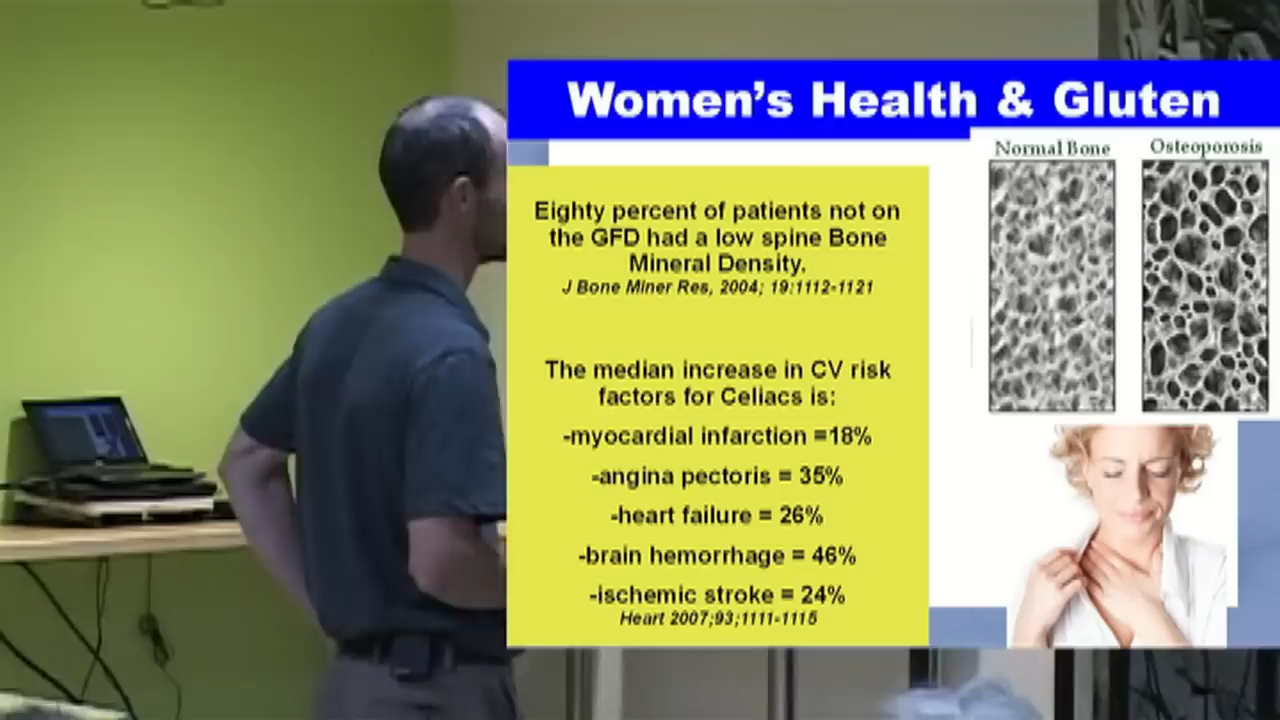 Women's Health & Gluten
Normal Bone
Osteoporosis
Eighty percent of patients not on
the GFD had a low spine Bone
Mineral Density.
J Bone Miner Res, 2004; 19:1112-1121
The median increase in CV risk
factors for Celiacs is:
-myocardial infarction =18%
-angina pectoris = 35%
-heart failure = 26%
-brain hemorrhage = 46%
-ischemic stroke = 24%
Heart 2007;93;1111-1115